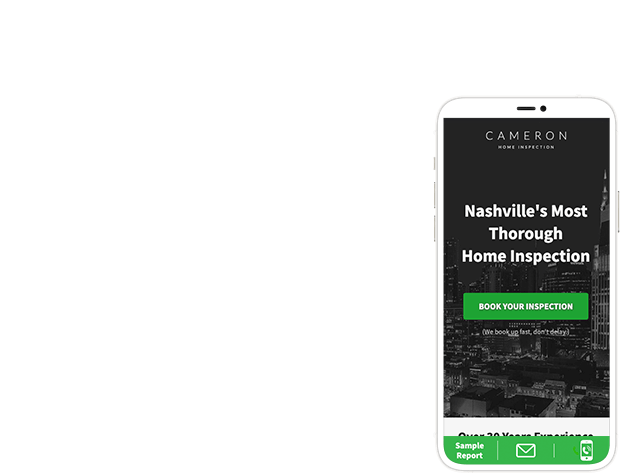 CAMERON
HOME INSPECTION
Nashville's Most
Thorough
Home Inspection
BOOK YOUR INSPECTION
(We book up fast, don't delay.)
Over 30 Years Experience
Sample
Report